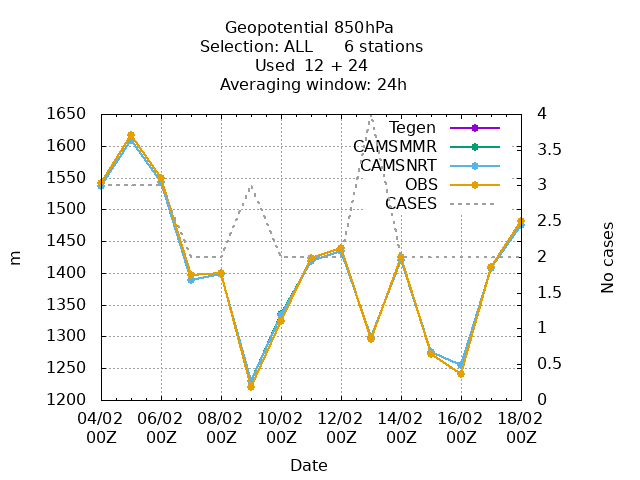 Geopotential 850hPa
Selection: ALL      6 stations
Used  12 + 24
Averaging window: 24h
1650
1600
1550
1500
1450
1400
1350
1300
1250
1200
m
4
3.5
3
2.5
2
1.5
1
0.5
0
No cases
Tegen
CAMSMMR
CAMSNRT
OBS
CASES
04/02 06/02 08/02 10/02 12/02 14/02 16/02 18/02
00Z 00Z 00Z 00Z 00Z 00Z 00Z 00Z
Date